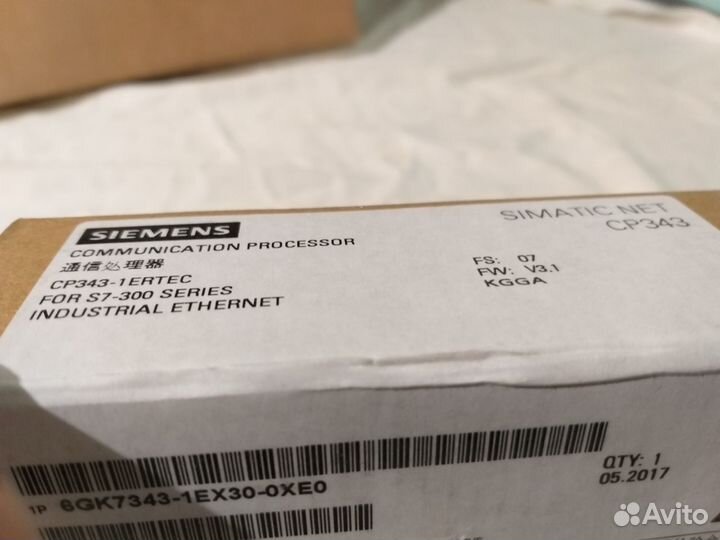 SIEMENS
SIMATIC NET
CP343
COMMUNICATION PROCESSOR
通信处理器
CP343-1ERTEC
FOR S7-300 SERIES
INDUSTRIAL ETHERNET
FS: 07
FW: V3.1
KGGA
1P 6GK7343-1EX30-0XE0
QTY: 1
05.2017
Avito